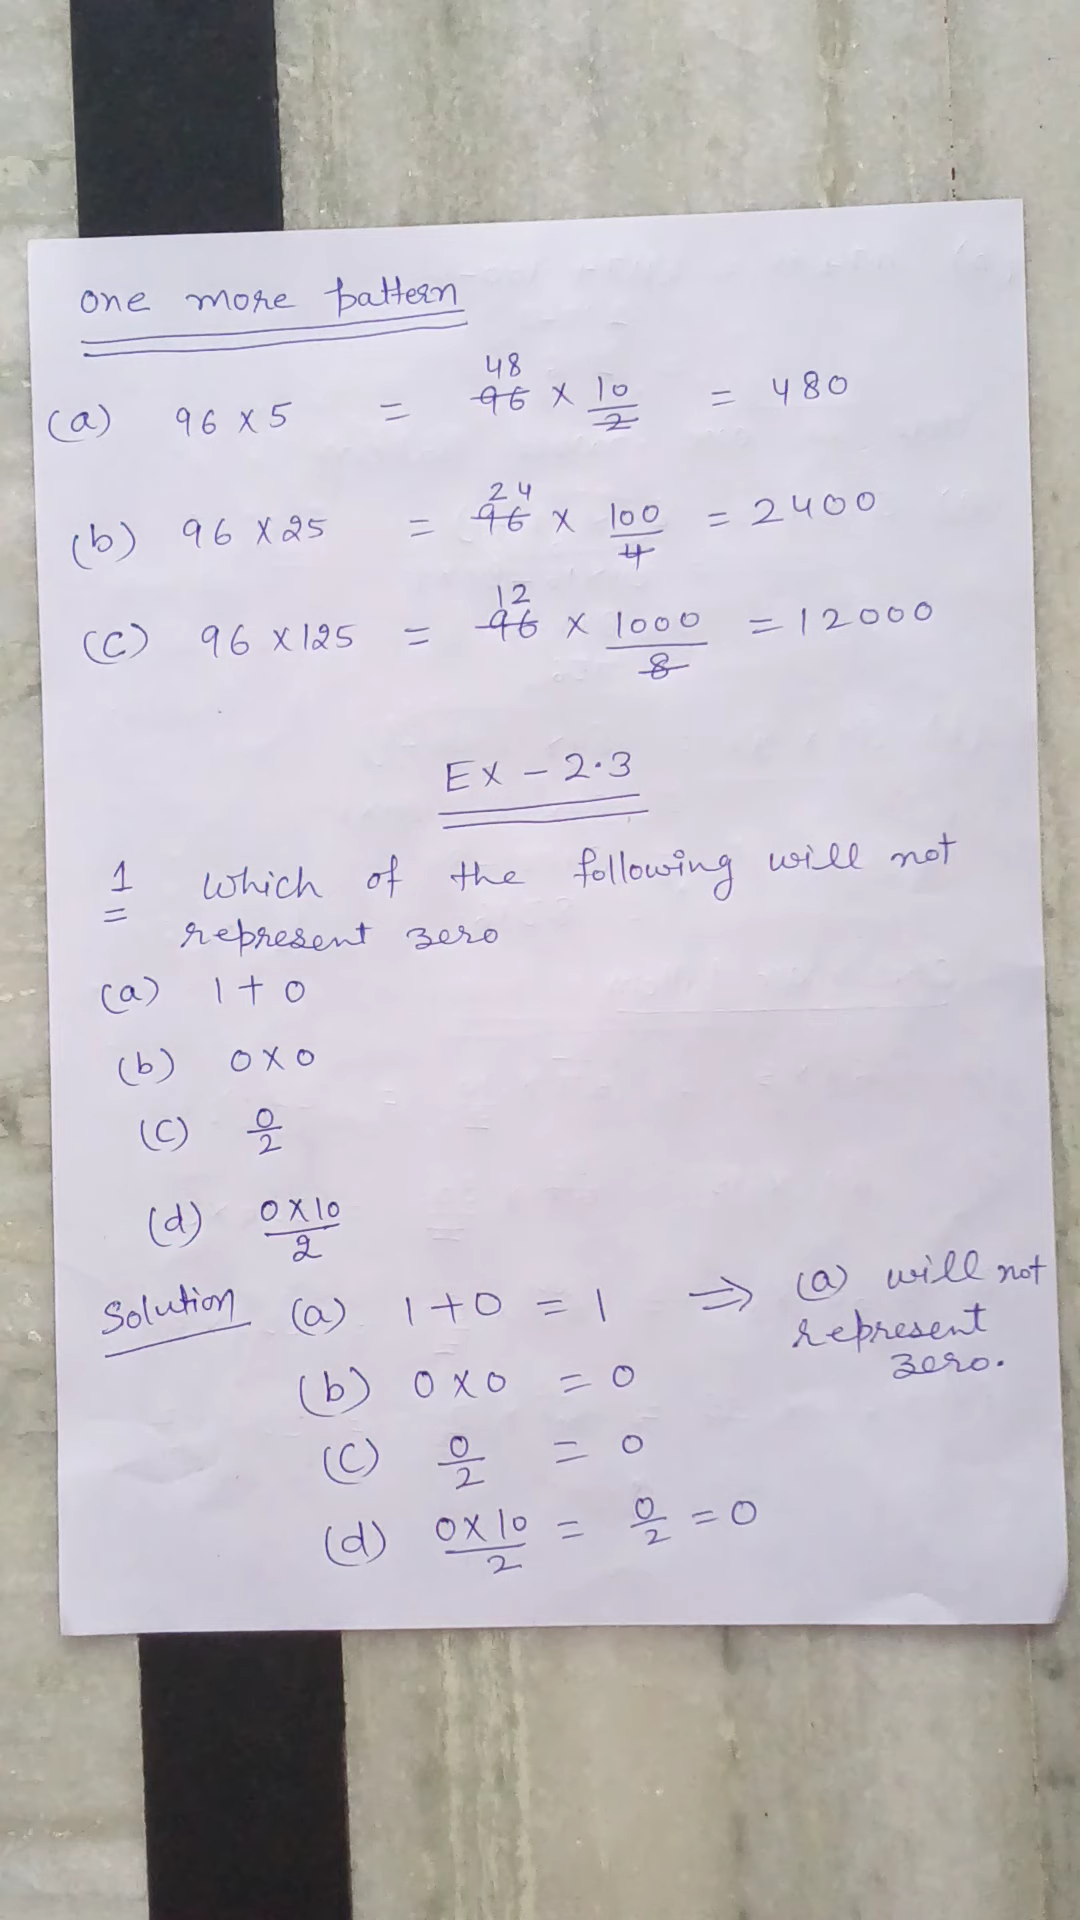 one more pattern
(a) 96 x 5 = 48 96 x 10/2 = 480
(b) 96 x 25 = 24 96 x 100/4 = 2400
(c) 96 x 125 = 12 96 x 1000/8 = 12000
Ex - 2.3
1 which of the following will not
represent zero
(a) 1 + 0
(b) 0 x 0
(c) 0/2
(d) 0 x 10/2
Solution (a) 1 + 0 = 1 ⇒ (a) will not
represent
zero.
(b) 0 x 0 = 0
(c) 0/2 = 0
(d) 0 x 10/2 = 0/2 = 0